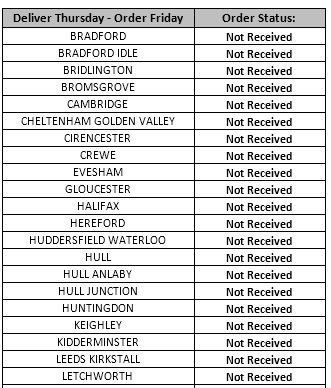 Deliver Thursday - Order Friday Order Status:
BRADFORD Not Received
BRADFORD IDLE Not Received
BRIDLINGTON Not Received
BROMSGROVE Not Received
CAMBRIDGE Not Received
CHELTENHAM GOLDEN VALLEY Not Received
CIRENCESTER Not Received
CREWE Not Received
EVESHAM Not Received
GLOUCESTER Not Received
HALIFAX Not Received
HEREFORD Not Received
HUDDERSFIELD WATERLOO Not Received
HULL Not Received
HULL ANLABY Not Received
HULL JUNCTION Not Received
HUNTINGDON Not Received
KEIGHLEY Not Received
KIDDERMINSTER Not Received
LEEDS KIRKSTALL Not Received
LETCHWORTH Not Received